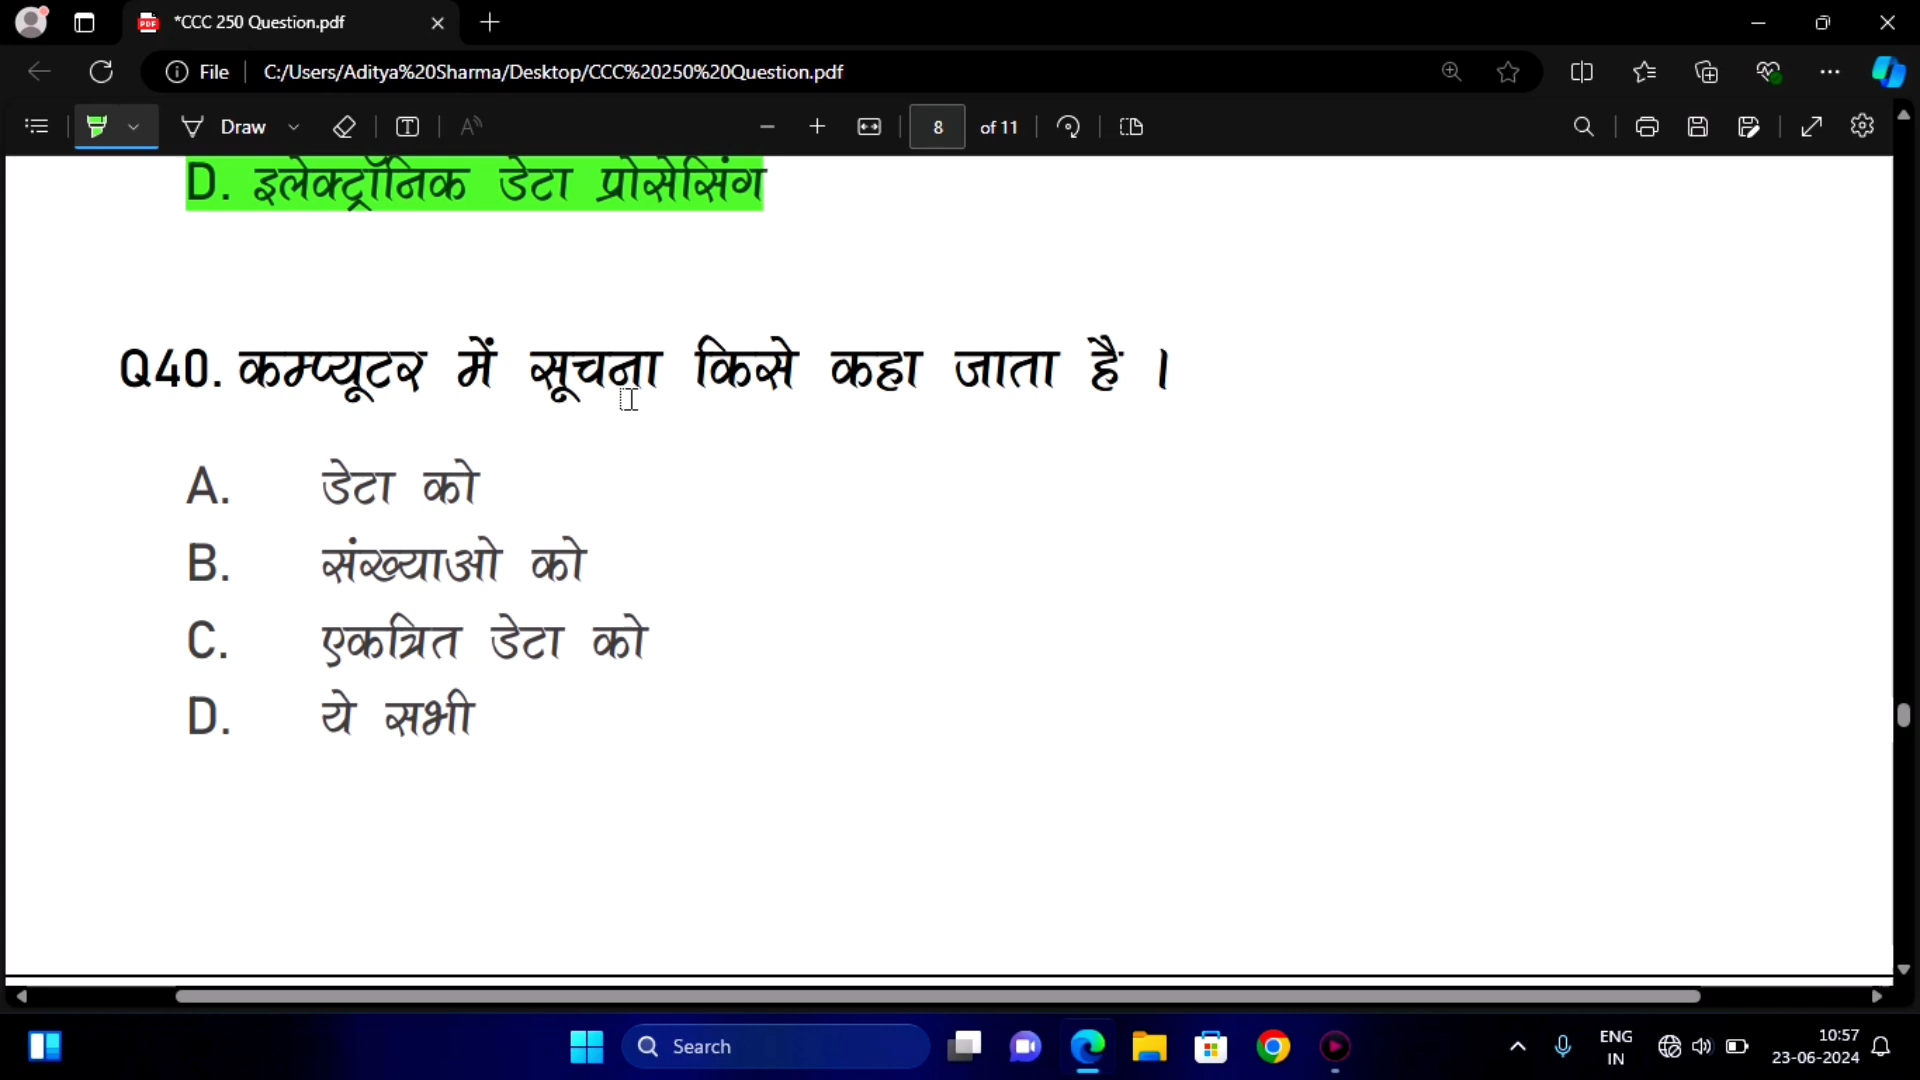 *CCC 250 Question.pdf
File
C:/Users/Aditya%20Sharma/Desktop/CCC%20250%20Question.pdf
Draw
8 of 11
D. इलेक्ट्रॉनिक डेटा प्रोसेसिंग
Q40. कम्प्यूटर में सूचना किसे कहा जाता है ।
A. डेटा को
B. संख्याओ को
C. एकत्रित डेटा को
D. ये सभी
Search
ENG
IN
10:57
23-06-2024